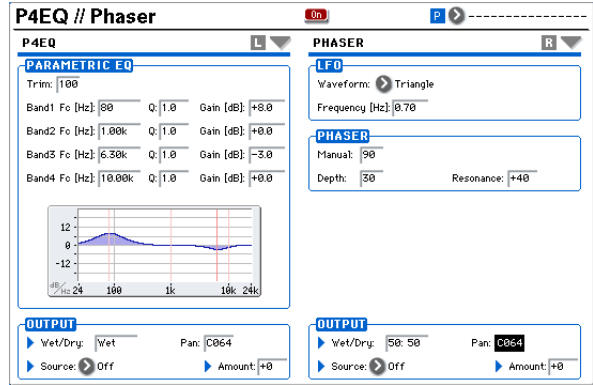 P4EQ // Phaser
On
P
P4EQ
L
PARAMETRIC EQ
Trim: 100
Band1 Fc [Hz]: 80 Q: 1.0 Gain [dB]: +8.0
Band2 Fc [Hz]: 1.00k Q: 1.0 Gain [dB]: +0.0
Band3 Fc [Hz]: 6.30k Q: 1.0 Gain [dB]: -3.0
Band4 Fc [Hz]: 10.00k Q: 1.0 Gain [dB]: +0.0
12
0
-12
dB/Hz 24 100 1k 10k 24k
OUTPUT
Wet/Dry: Wet Pan: C064
Source: Off Amount: +0
PHASER
R
LFO
Waveform: Triangle
Frequency [Hz]: 0.70
PHASER
Manual: 90
Depth: 30 Resonance: +40
OUTPUT
Wet/Dry: 50: 50 Pan: C064
Source: Off Amount: +0